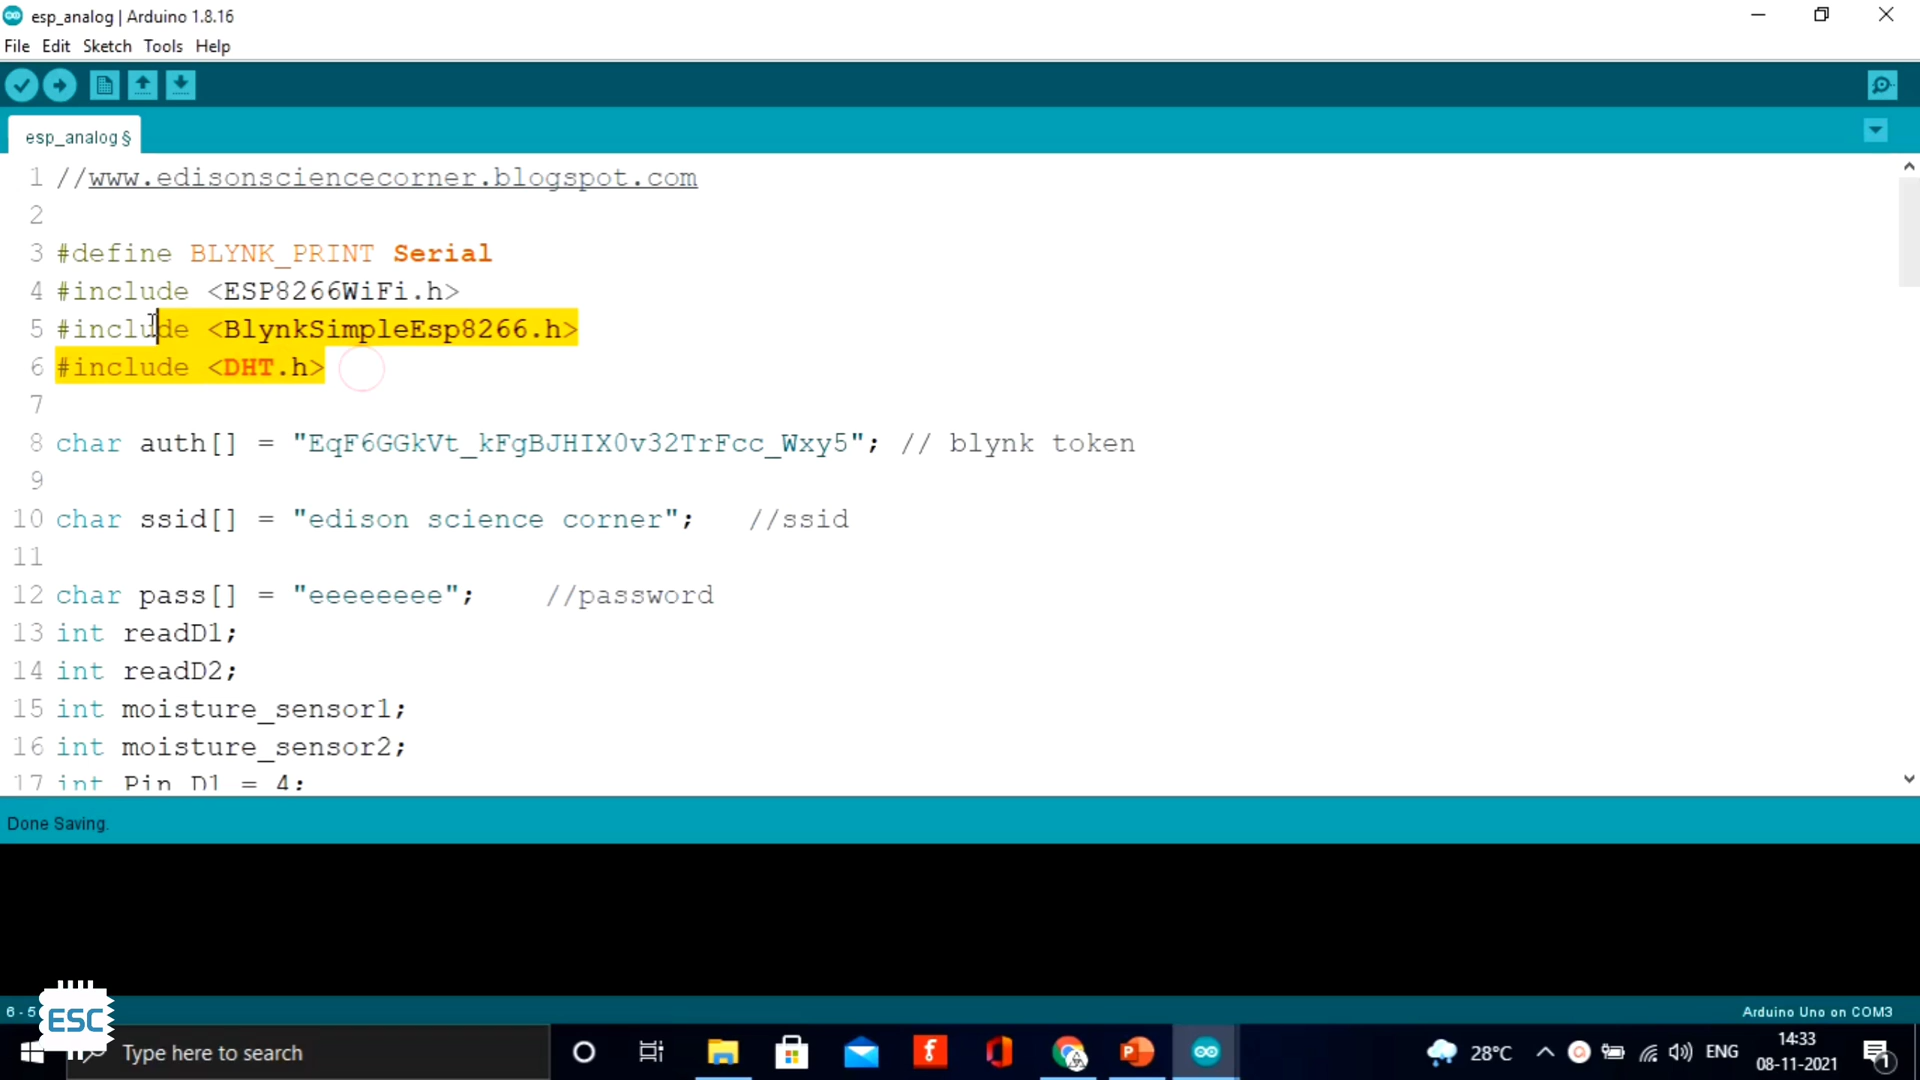 esp_analog | Arduino 1.8.16
File Edit Sketch Tools Help
esp_analog §
1 //www.edisonsciencecorner.blogspot.com
2
3 #define BLYNK_PRINT Serial
4 #include <ESP8266WiFi.h>
5 #include <BlynkSimpleEsp8266.h>
6 #include <DHT.h>
7
8 char auth[] = "EqF6GGkVt_kFgBJHIX0v32TrFcc_Wxy5"; // blynk token
9
10 char ssid[] = "edison science corner"; //ssid
11
12 char pass[] = "eeeeeeee"; //password
13 int readD1;
14 int readD2;
15 int moisture_sensor1;
16 int moisture_sensor2;
17 int Pin_D1 = 4;
Done Saving.
6 - 5
Arduino Uno on COM3
ESC
Type here to search
28°C
ENG
14:33
08-11-2021
1